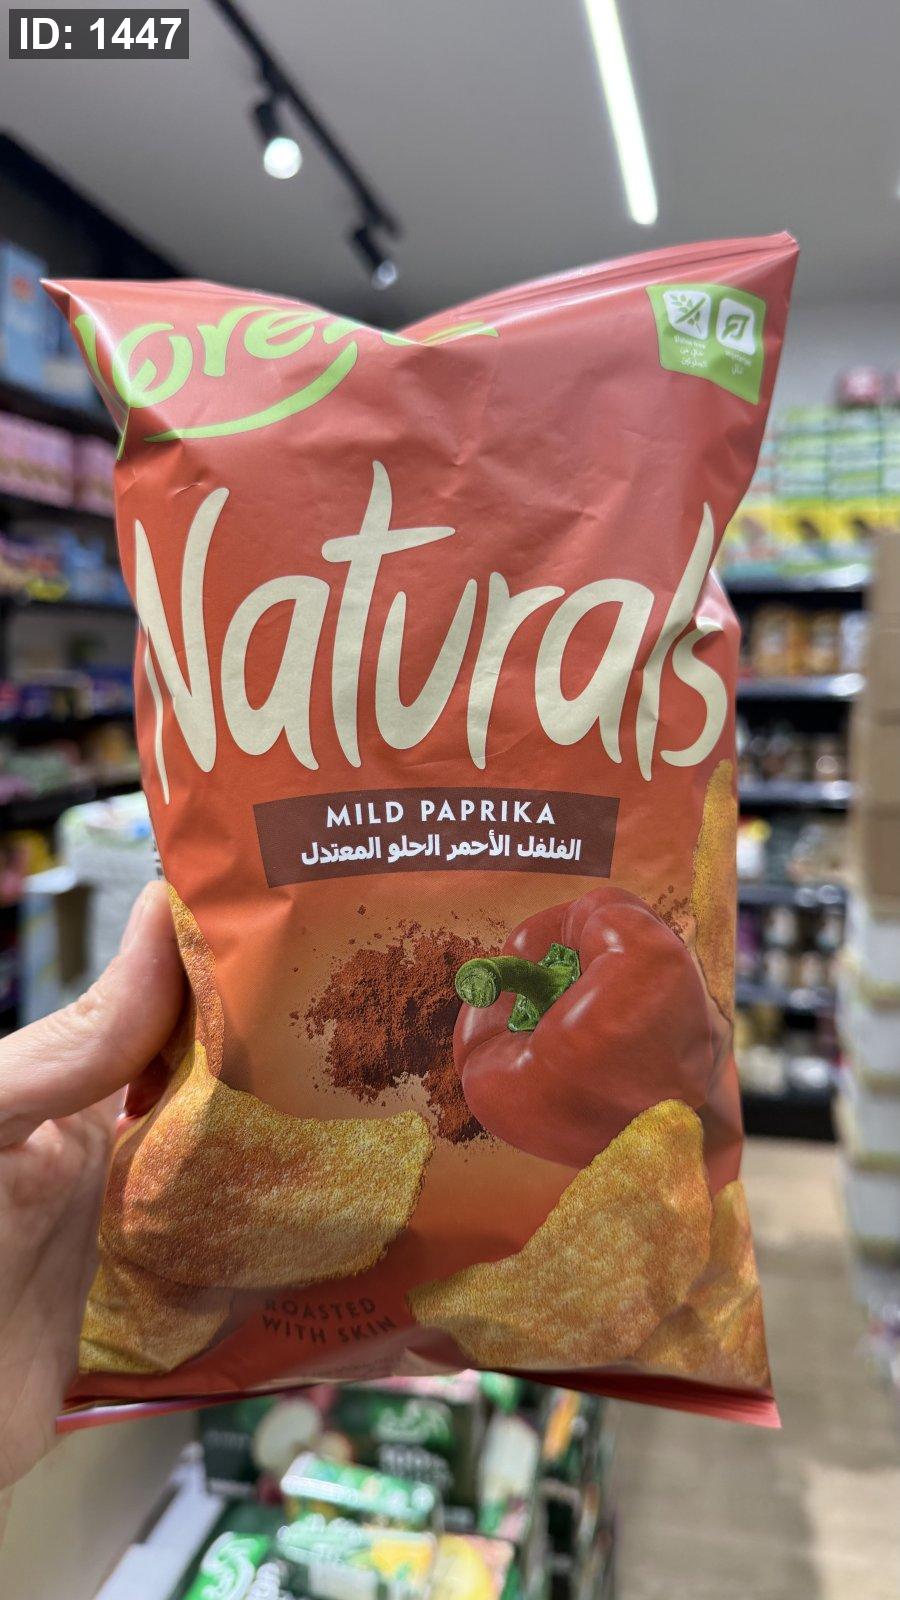 ID: 1447
Naturals
MILD PAPRIKA
الفلفل الأحمر الحلو المعتدل
ROASTED
WITH SKIN